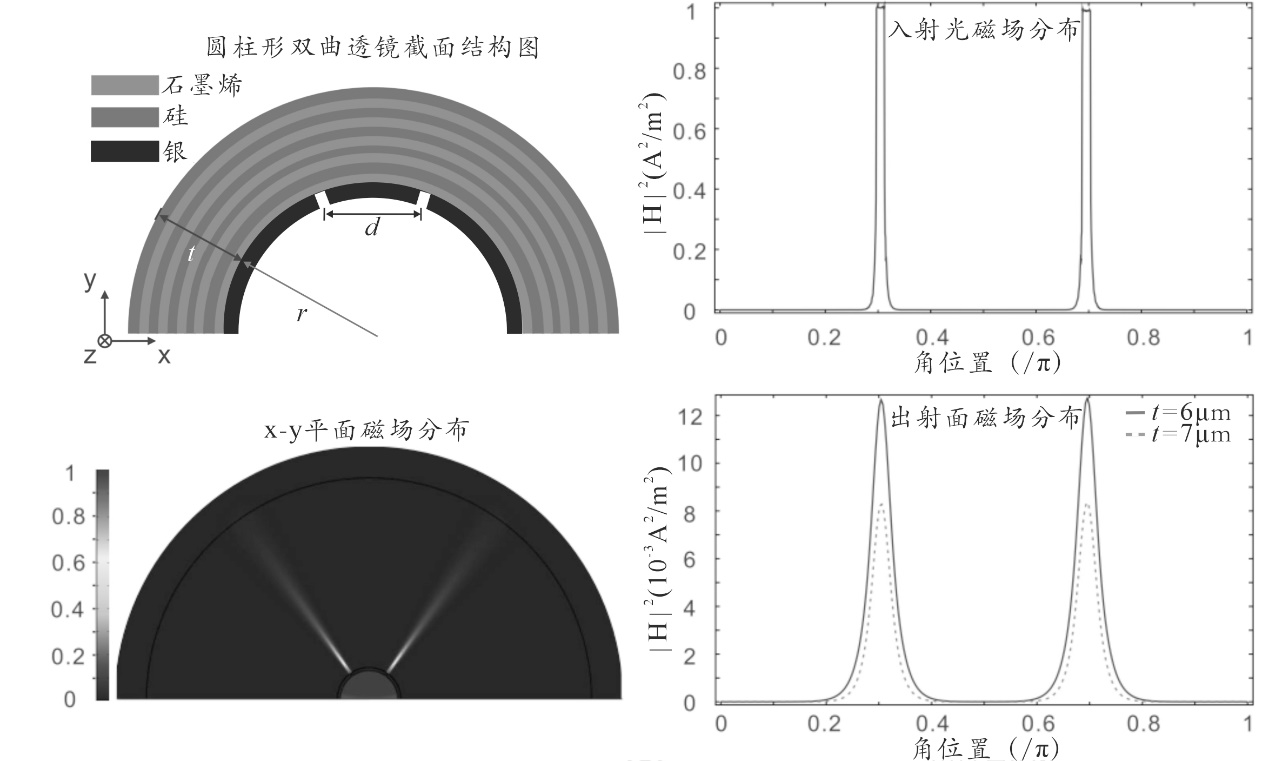 圆柱形双曲透镜截面结构图
石墨烯
硅
银
d
t
r
y
z
x
入射光磁场分布
|H|²(A²/m²)
1
0.8
0.6
0.4
0.2
0
0 0.2 0.4 0.6 0.8 1
角位置 (/π)
x-y平面磁场分布
1
0.8
0.6
0.4
0.2
0
出射面磁场分布
t=6μm
t=7μm
|H|²(10⁻³A²/m²)
12
10
8
6
4
2
0
0 0.2 0.4 0.6 0.8 1
角位置 (/π)